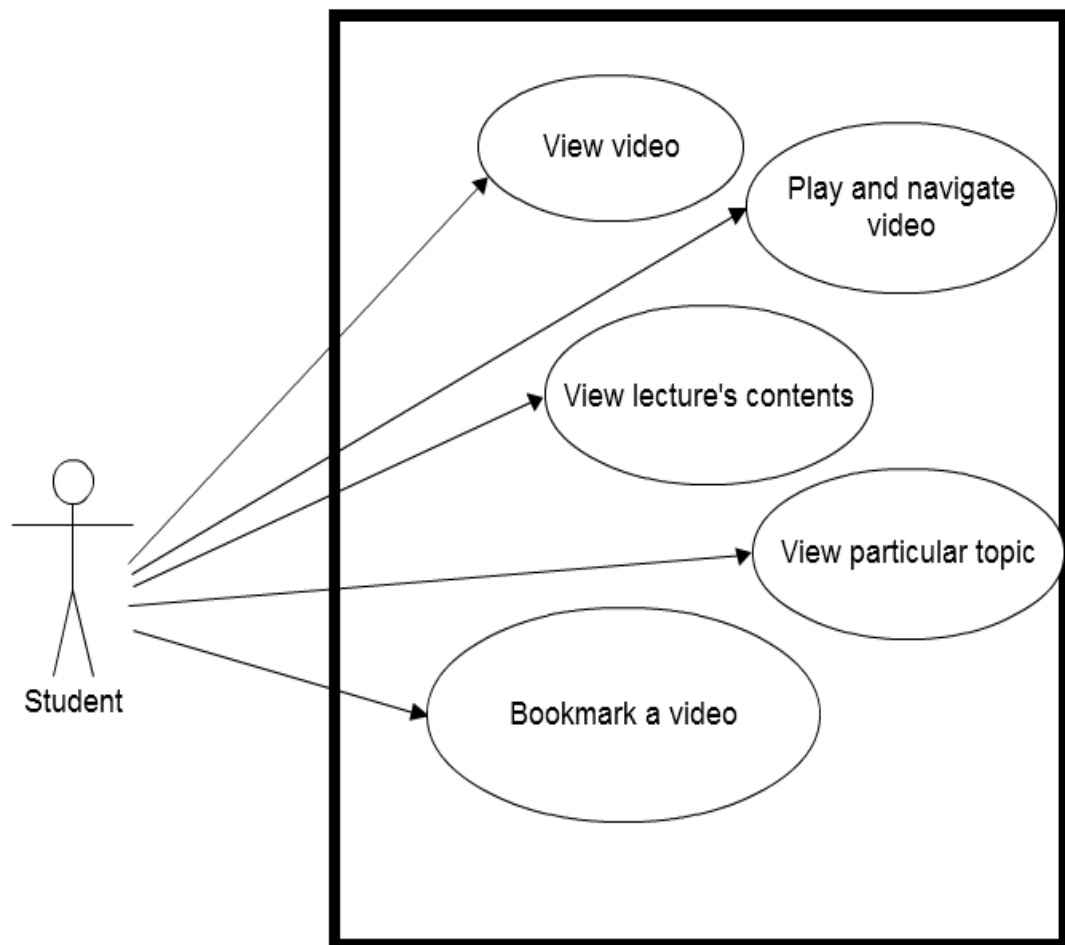 View video
Play and navigate
video
View lecture's contents
View particular topic
Student
Bookmark a video